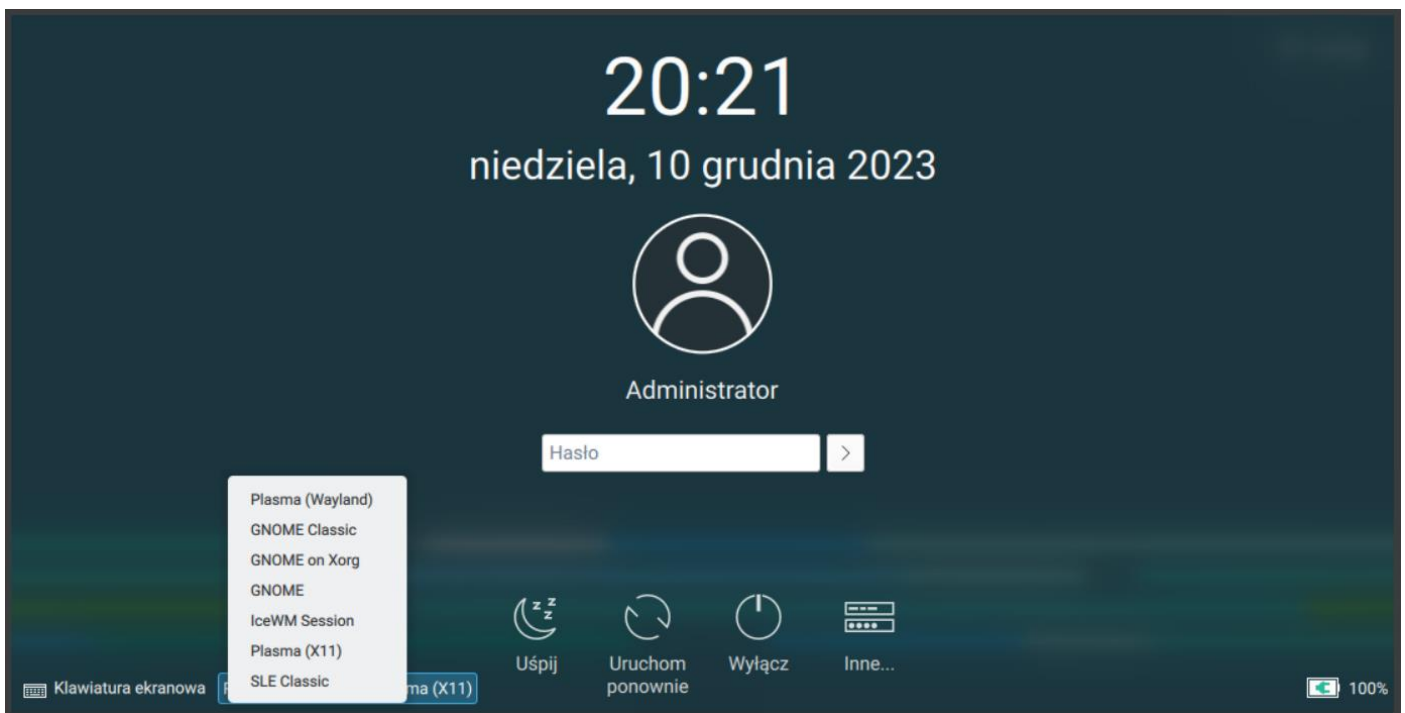 20:21
niedziela, 10 grudnia 2023
Administrator
Hasło
Plasma (Wayland)
GNOME Classic
GNOME on Xorg
GNOME
IceWM Session
Plasma (X11)
SLE Classic
Uśpij
Uruchom
ponownie
Wyłącz
Inne...
Klawiatura ekranowa
(X11)
100%